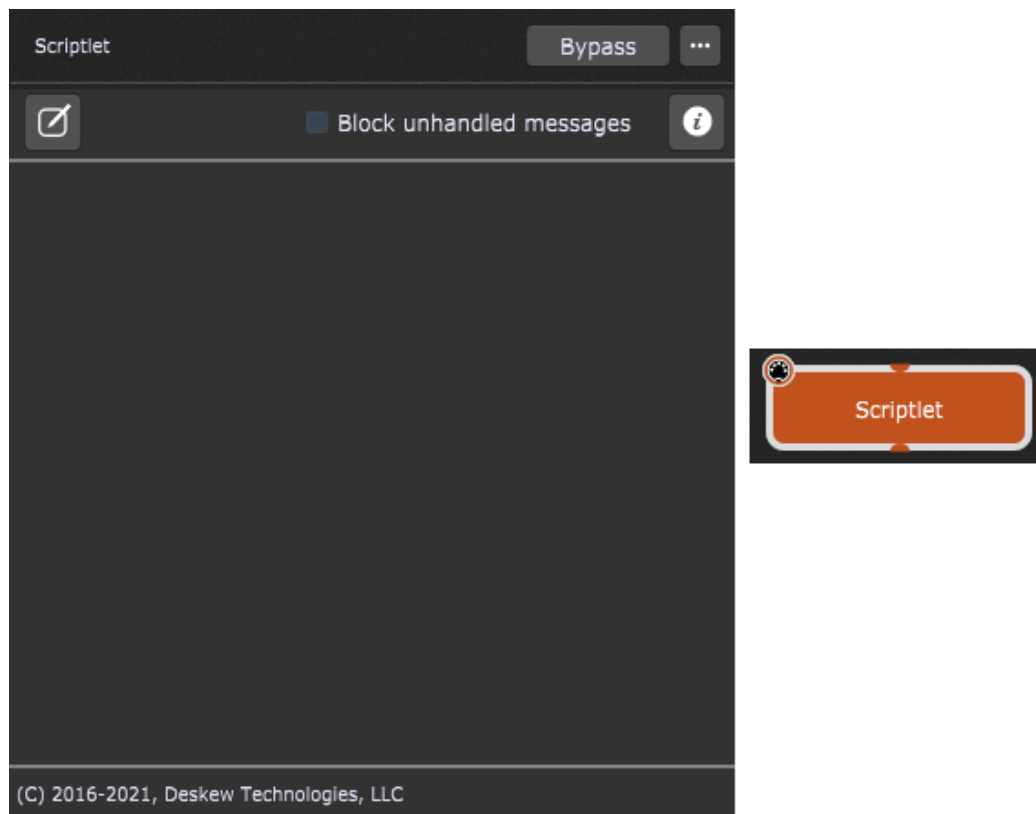 Scriptlet
Bypass
...
Block unhandled messages
i
Scriptlet
(C) 2016-2021, Deskew Technologies, LLC